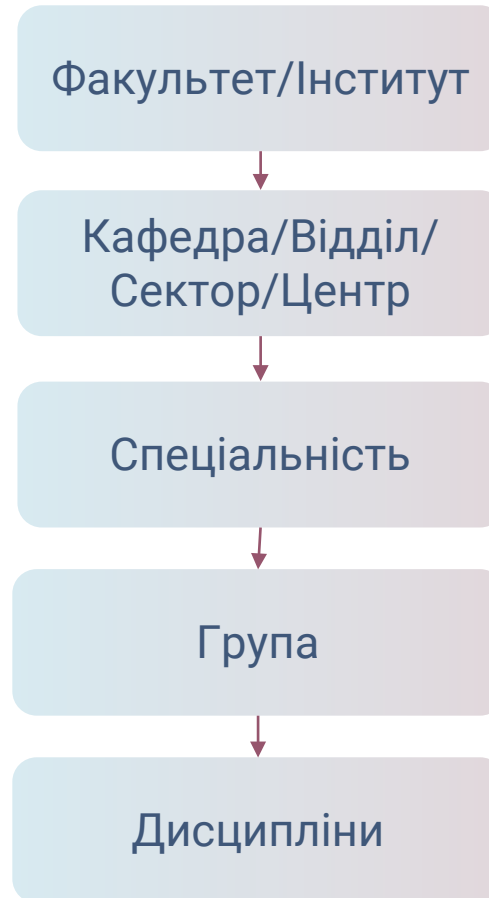 Факультет/Інститут
Кафедра/Відділ/
Сектор/Центр
Спеціальність
Група
Дисципліни